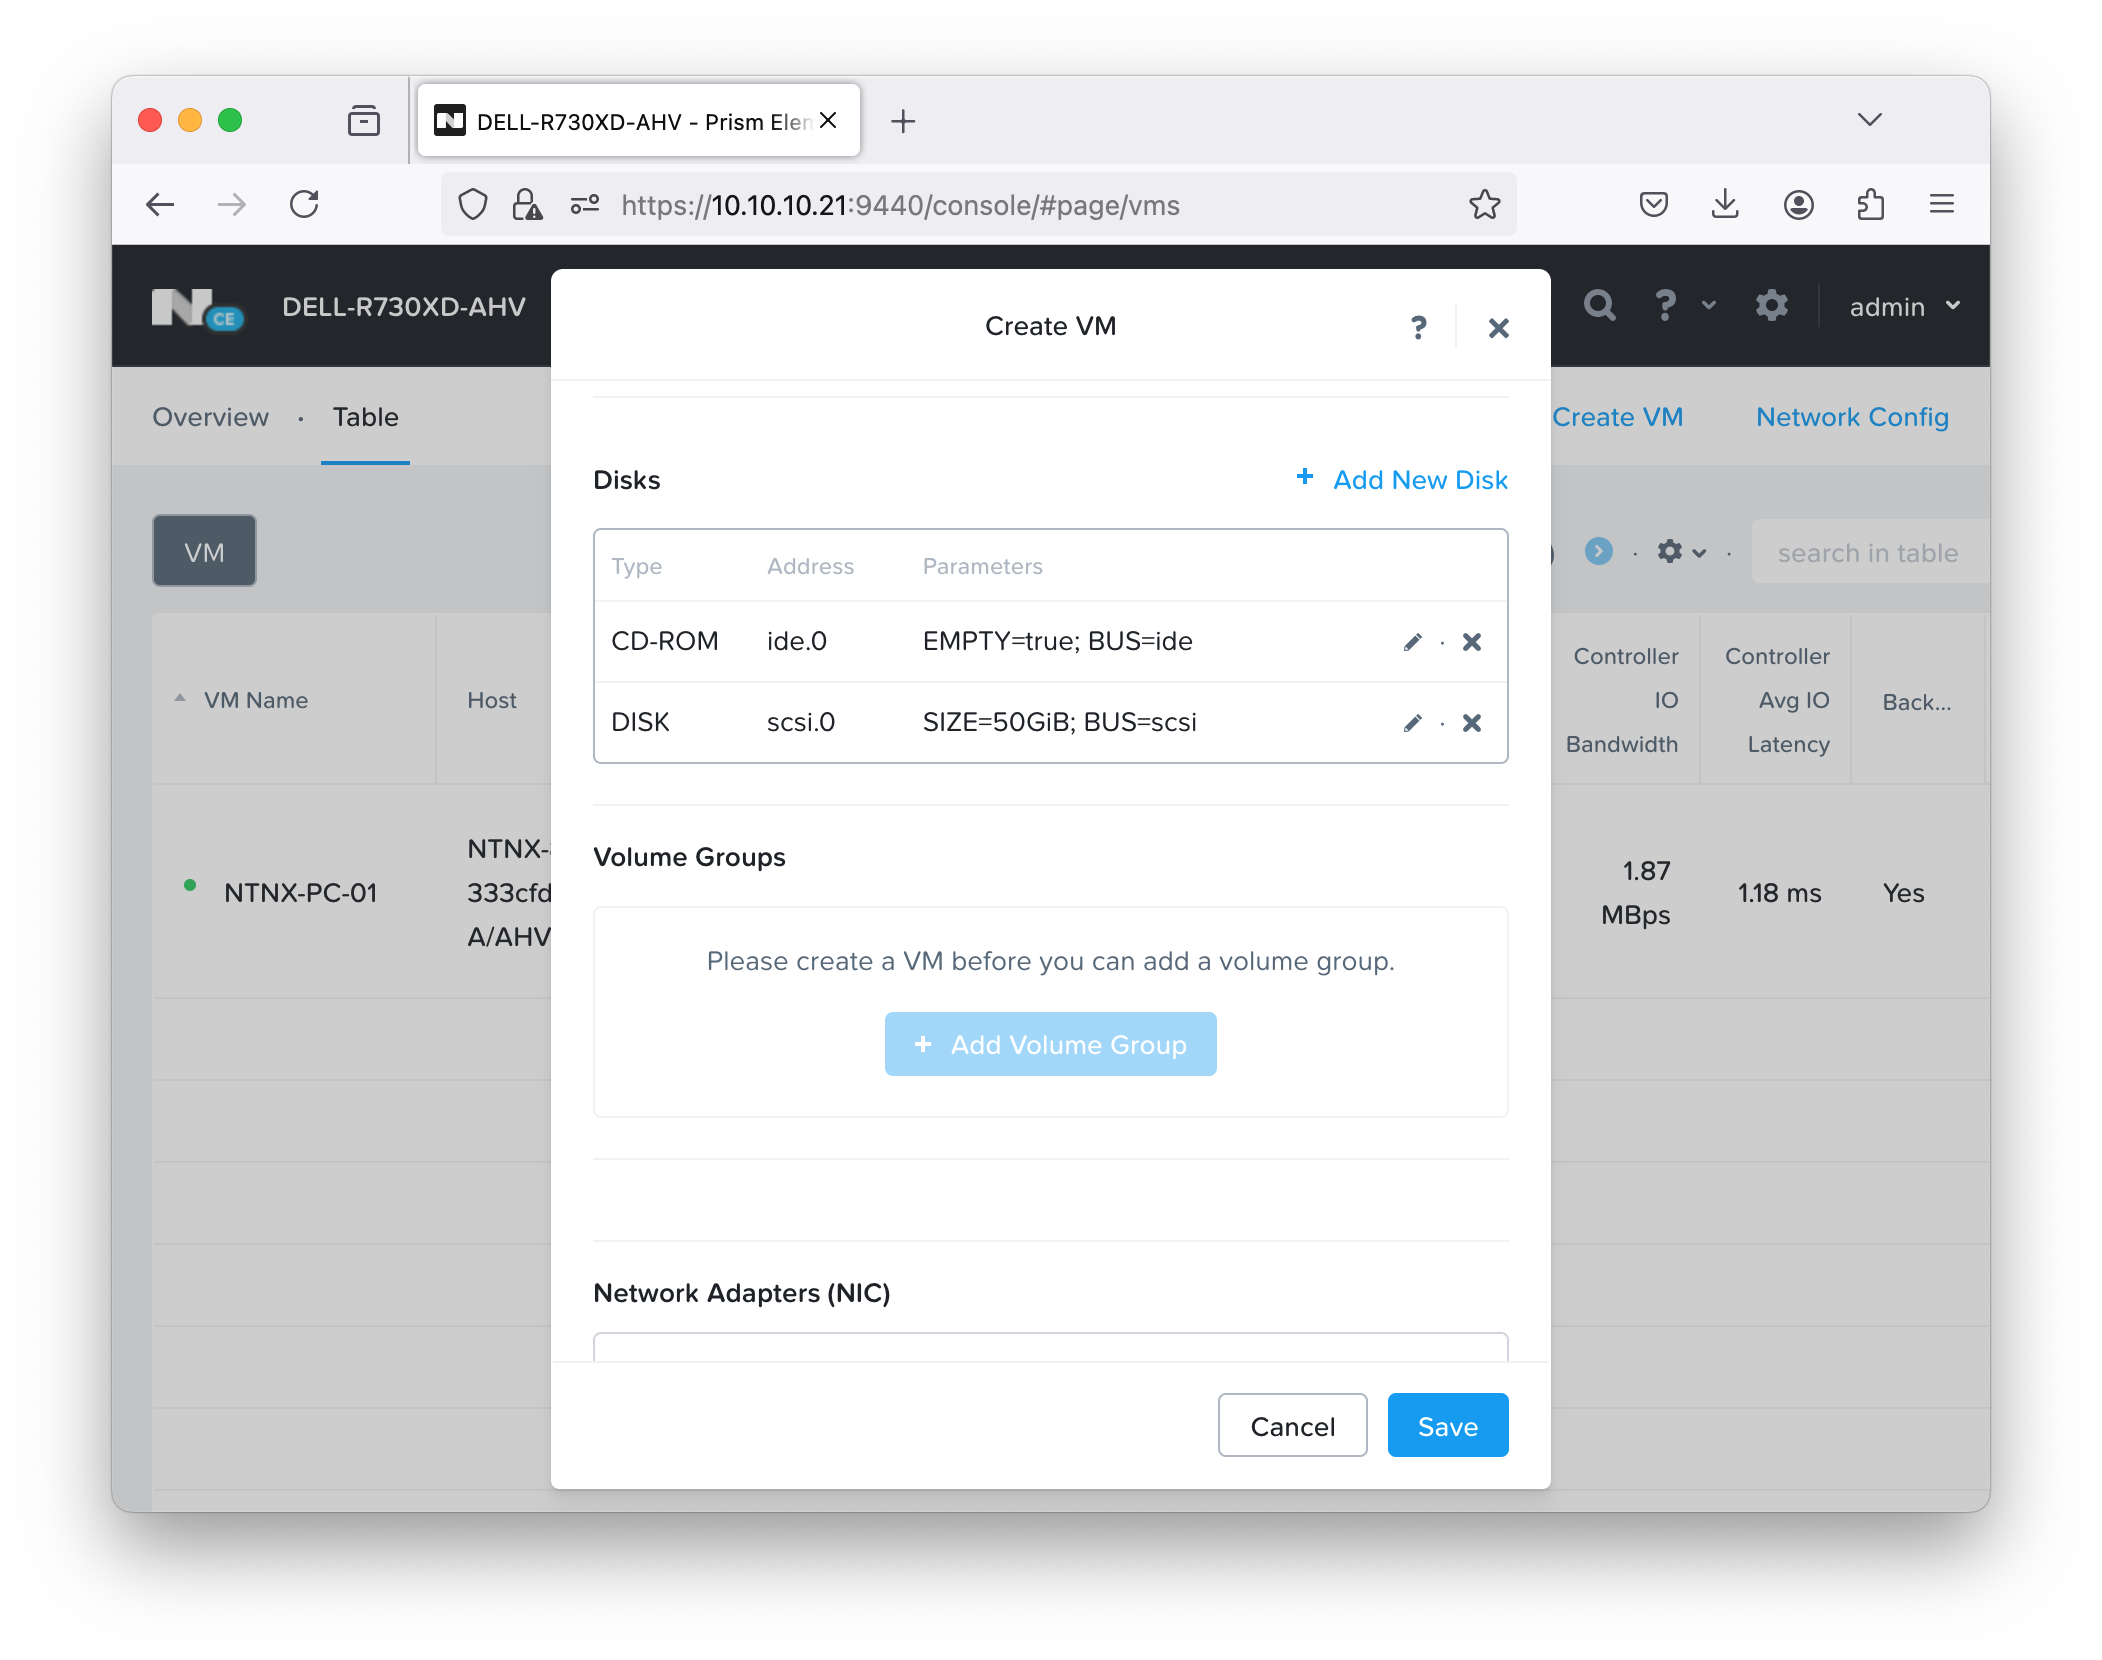 DELL-R730XD-AHV - Prism Elen
https://10.10.10.21:9440/console/#page/vms
N CE
DELL-R730XD-AHV
Create VM
?
?
admin
Overview · Table
Create VM
Network Config
Disks
+ Add New Disk
VM
search in table
Type Address Parameters
CD-ROM ide.0 EMPTY=true; BUS=ide
DISK scsi.0 SIZE=50GiB; BUS=scsi
VM Name
Host
Controller
IO
Bandwidth
Controller
Avg IO
Latency
Back...
Volume Groups
Please create a VM before you can add a volume group.
+ Add Volume Group
NTNX-PC-01
NTNX-
333cfd
A/AHV
1.87
MBps
1.18 ms
Yes
Network Adapters (NIC)
Cancel
Save